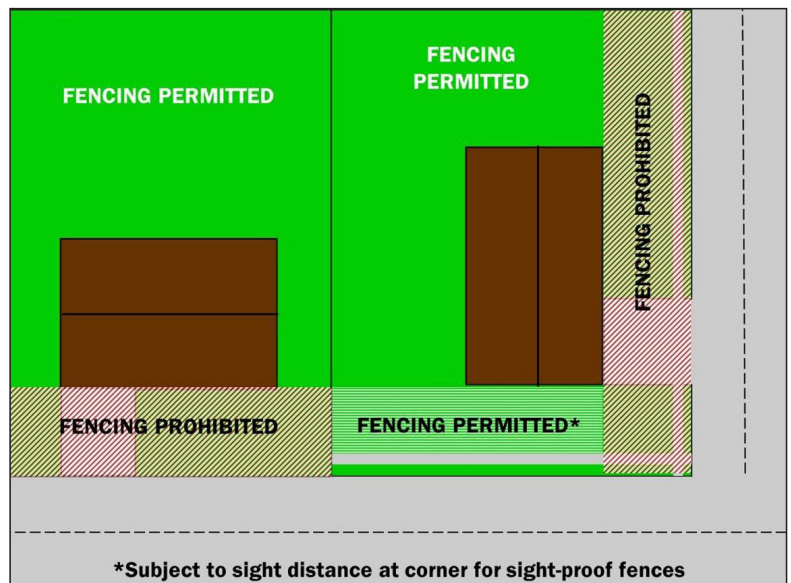 FENCING PERMITTED
FENCING
PERMITTED
FENCING PROHIBITED
FENCING PROHIBITED
FENCING PERMITTED*
*Subject to sight distance at corner for sight-proof fences